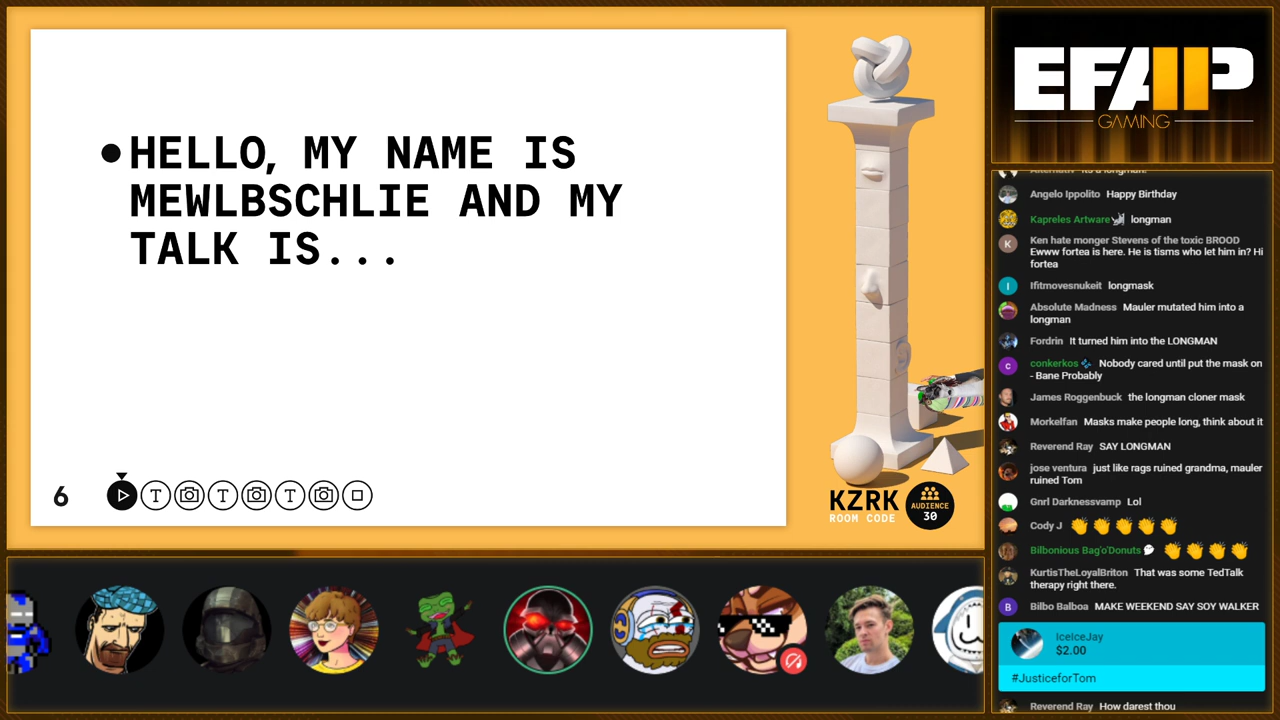 • HELLO, MY NAME IS
MEWLBSCHLIE AND MY
TALK IS...
6
T
T
T
KZRK
ROOM CODE
AUDIENCE
30
EFAP
GAMING
Angelo Ippolito Happy Birthday
Kapreles Artware longman
K
Ken hate monger Stevens of the toxic BROOD
Ewww fortea is here. He is tisms who let him in? Hi
fortea
I
Ifitmovesnukeit longmask
Absolute Madness Mauler mutated him into a
longman
Fordrin It turned him into the LONGMAN
C
conkerkos Nobody cared until put the mask on
- Bane Probably
James Roggenbuck the longman cloner mask
Morkelfan Masks make people long, think about it
Reverend Ray SAY LONGMAN
jose ventura just like rags ruined grandma, mauler
ruined Tom
Gnrl Darknessvamp Lol
Cody J 👏 👏 👏 👏 👏
Bilbonious Bag'o'Donuts 👏 👏 👏 👏
KurtisTheLoyalBriton That was some TedTalk
therapy right there.
B
Bilbo Balboa MAKE WEEKEND SAY SOY WALKER
IceIceJay
$2.00
#JusticeforTom
Reverend Ray How darest thou